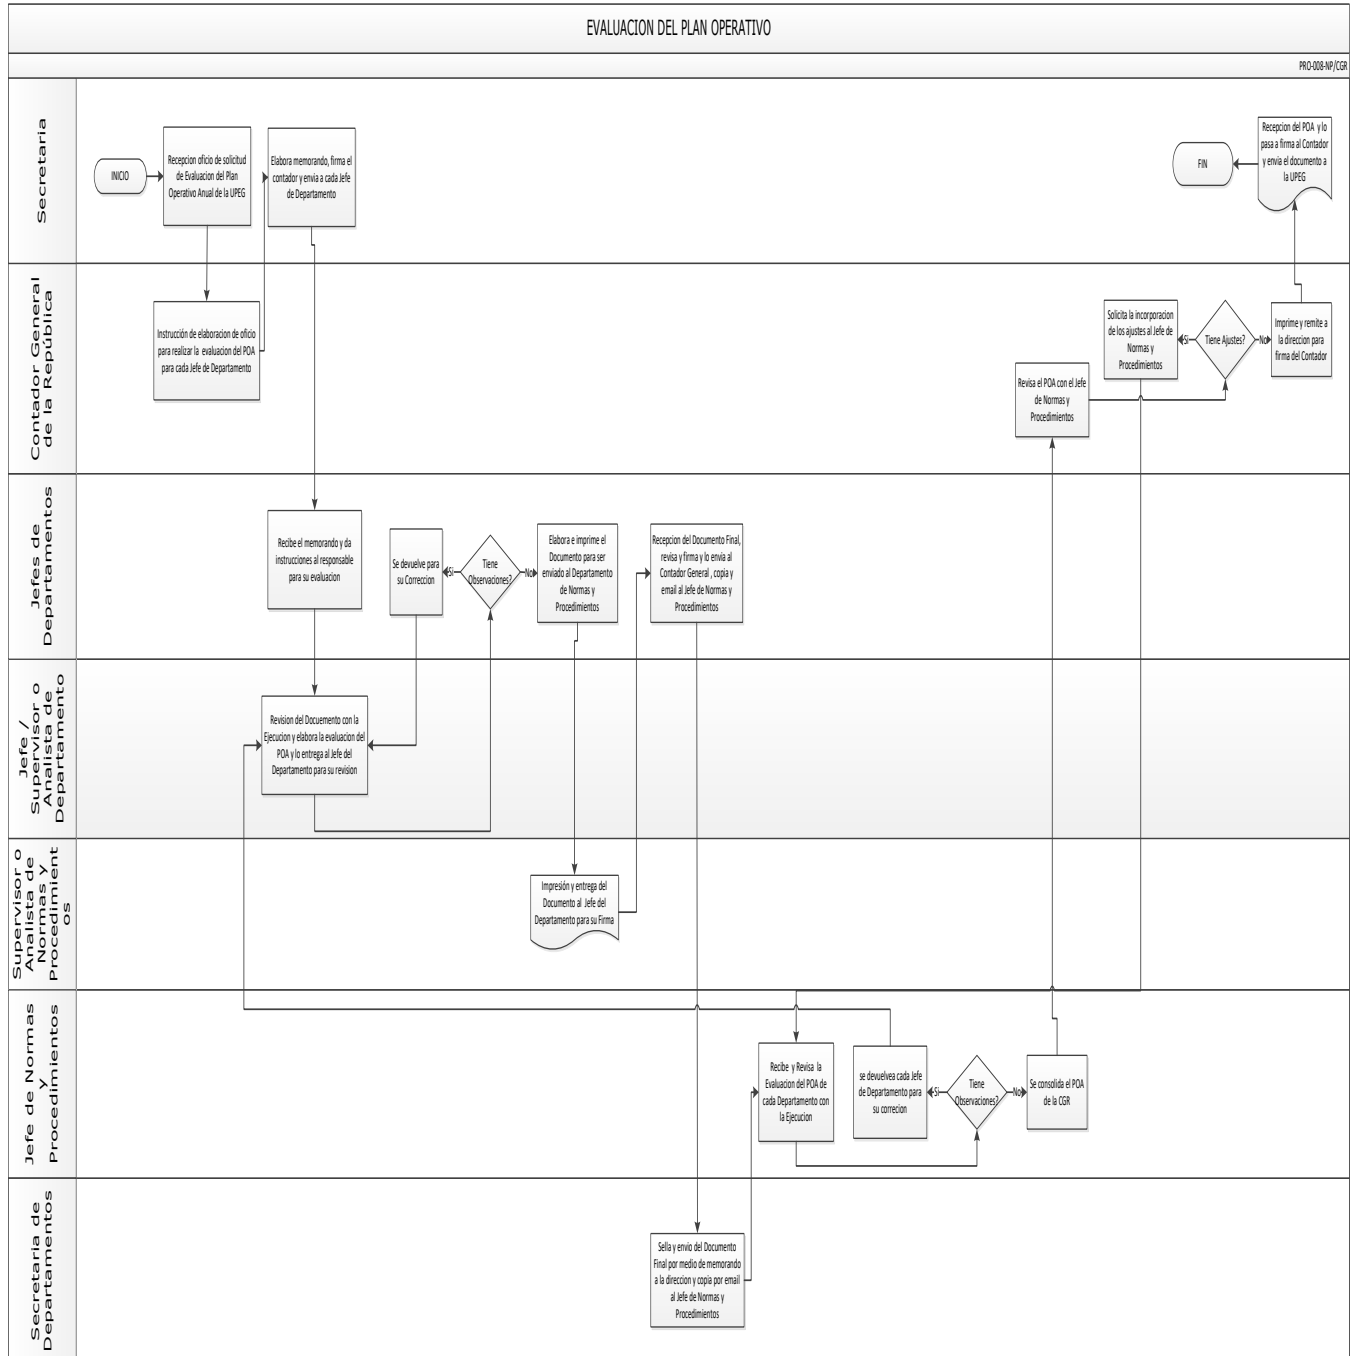 EVALUACION DEL PLAN OPERATIVO
PRO-008-NP/CGR
Secretaria
INICIO
Recepcion oficio de solicitud
de Evaluacion del Plan
Operativo Anual de la UPEG
Elabora memorando, firma el
contador y envia a cada Jefe
de Departamento
FIN
Recepcion del POA y lo
pasa a firma al Contador
y envia el documento a
la UPEG
Contador General
de la República
Instrucción de elaboracion de oficio
para realizar la evaluacion del POA
para cada Jefe de Departamento
Revisa el POA con el Jefe
de Normas y
Procedimientos
Solicita la incorporacion
de los ajustes al Jefe de
Normas y
Procedimientos
Si
Tiene Ajustes?
No
Imprime y remite a
la direccion para
firma del Contador
Jefes de
Departamentos
Recibe el memorando y da
instrucciones al responsable
para su evaluacion
Se devuelve para
su Correccion
Si
Tiene
Observaciones?
No
Elabora e imprime el
Documento para ser
enviado al Departamento
de Normas y
Procedimientos
Recepcion del Documento Final,
revisa y firma y lo envia al
Contador General , copia y
email al Jefe de Normas y
Procedimientos
Jefe /
Supervisor o
Analista de
Departamento
Revision del Docuemento con la
Ejecucion y elabora la evaluacion del
POA y lo entrega al Jefe del
Departamento para su revision
Supervisor o
Analista de
Normas y
Procedimient
os
Impresión y entrega del
Documento al Jefe del
Departamento para su Firma
Jefe de Normas
y
Procedimientos
Recibe y Revisa la
Evaluacion del POA de
cada Departamento con
la Ejecucion
se devuelvea cada Jefe
de Departamento para
su correcion
Si
Tiene
Observaciones?
No
Se consolida el POA
de la CGR
Secretaria de
Departamentos
Sella y envio del Documento
Final por medio de memorando
a la direccion y copia por email
al Jefe de Normas y
Procedimientos